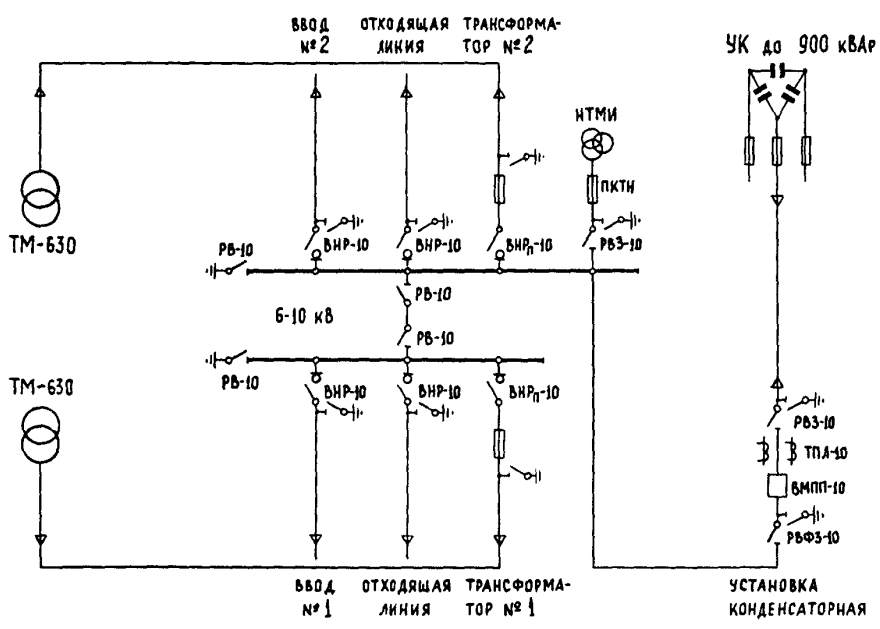 ВВОД ОТХОДЯЩАЯ ТРАНСФОРМА-
№2 ЛИНИЯ ТОР №2
УК до 900 кВАр
НТМИ
ПКТН
ТМ-630
РВ-10
ВНР-10
ВНР-10
ВНРп-10
РВЗ-10
РВ-10
6-10 кВ
РВ-10
РВ-10
ТМ-630
ВНР-10
ВНР-10
ВНРп-10
РВЗ-10
ТПЛ-10
ВМПП-10
РВФЗ-10
ВВОД ОТХОДЯЩАЯ ТРАНСФОРМА-
№1 ЛИНИЯ ТОР №1
УСТАНОВКА
КОНДЕНСАТОРНАЯ